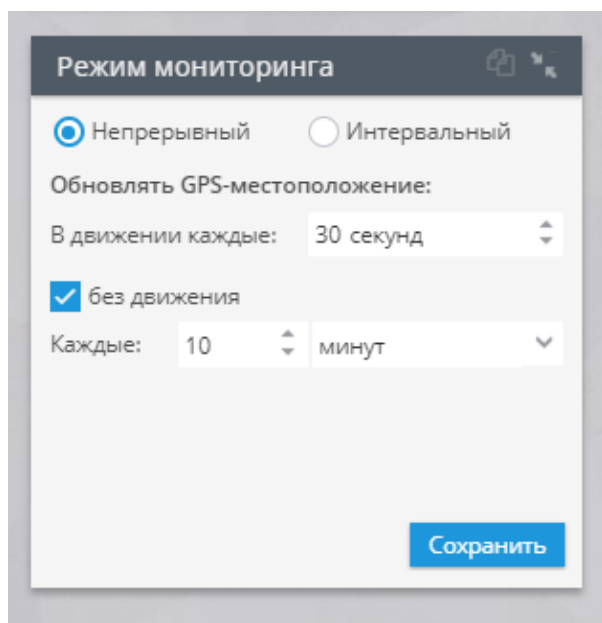 Режим мониторинга
Непрерывный Интервальный
Обновлять GPS-местоположение:
В движении каждые: 30 секунд
без движения
Каждые: 10 минут
Сохранить